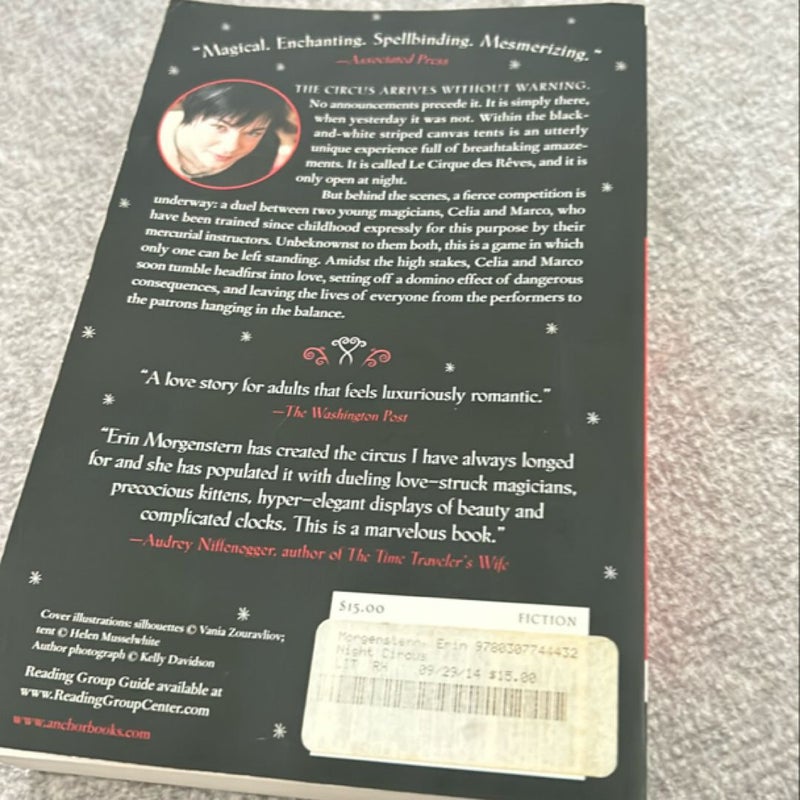 "Magical. Enchanting. Spellbinding. Mesmerizing."
—Associated Press
THE CIRCUS ARRIVES WITHOUT WARNING.
No announcements precede it. It is simply there,
when yesterday it was not. Within the black-
and-white striped canvas tents is an utterly
unique experience full of breathtaking amaze-
ments. It is called Le Cirque des Rêves, and it is
only open at night.
But behind the scenes, a fierce competition is
underway: a duel between two young magicians, Celia and Marco, who
have been trained since childhood expressly for this purpose by their
mercurial instructors. Unbeknownst to them both, this is a game in which
only one can be left standing. Amidst the high stakes, Celia and Marco
soon tumble headfirst into love, setting off a domino effect of dangerous
consequences, and leaving the lives of everyone from the performers to
the patrons hanging in the balance.
"A love story for adults that feels luxuriously romantic."
—The Washington Post
"Erin Morgenstern has created the circus I have always longed
for and she has populated it with dueling love-struck magicians,
precocious kittens, hyper-elegant displays of beauty and
complicated clocks. This is a marvelous book."
—Audrey Niffenegger, author of The Time Traveler's Wife
Cover illustrations: silhouettes © Vania Zouravliov;
tent © Helen Musselwhite
Author photograph © Kelly Davidson
Reading Group Guide available at
www.ReadingGroupCenter.com
www.anchorbooks.com
$15.00
FICTION
Morgenstern, Erin 9780307744432
Night Circus
LIT RH 09/29/14 $15.00